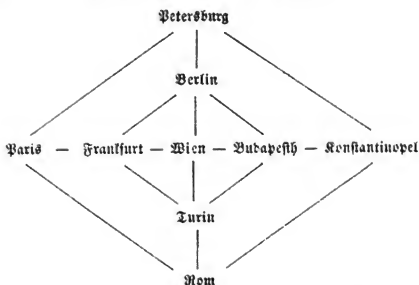 Petersburg
Berlin
Paris — Frankfurt — Wien — Budapesth — Konstantinopel
Turin
Rom